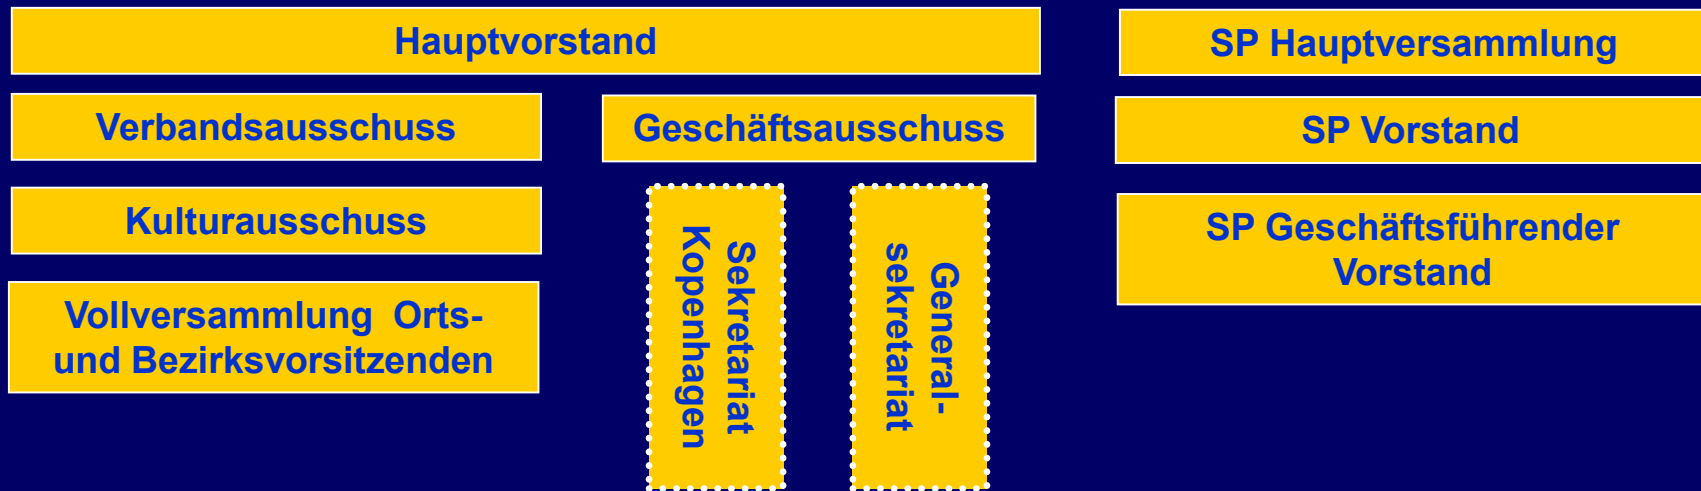 Hauptvorstand
Verbandsausschuss
Kulturausschuss
Vollversammlung Orts-
und Bezirksvorsitzenden
Geschäftsausschuss
Sekretariat
Kopenhagen
General-
sekretariat
SP Hauptversammlung
SP Vorstand
SP Geschäftsführender
Vorstand